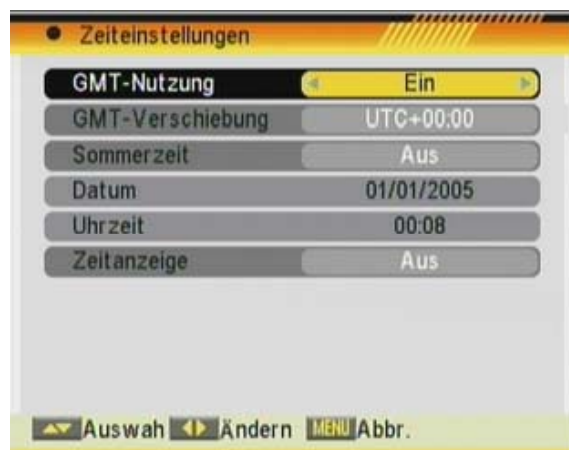 Zeiteinstellungen
GMT-Nutzung Ein
GMT-Verschiebung UTC+00:00
Sommerzeit Aus
Datum 01/01/2005
Uhrzeit 00:08
Zeitanzeige Aus
Auswah Ändern MENU Abbr.